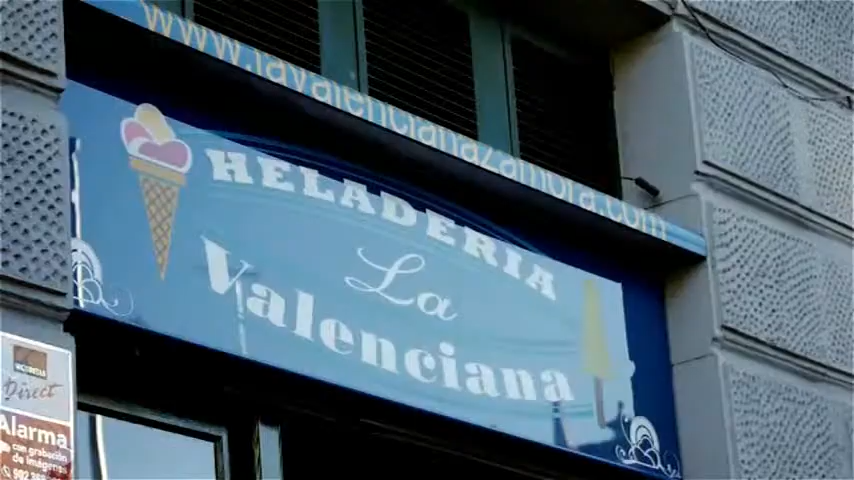 www.lavalencianazamora.com
HELADERIA
La
Valenciana
Direct
Alarma
con grabación
de imágenes